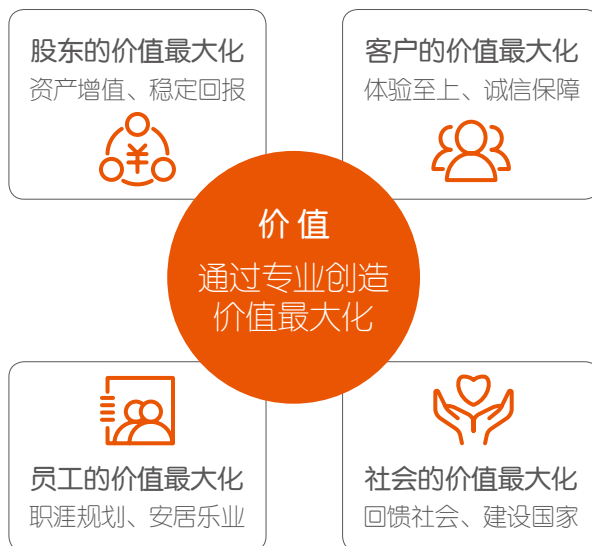 股东的价值最大化
资产增值、稳定回报
客户的价值最大化
体验至上、诚信保障
价值
通过专业创造
价值最大化
员工的价值最大化
职涯规划、安居乐业
社会的价值最大化
回馈社会、建设国家